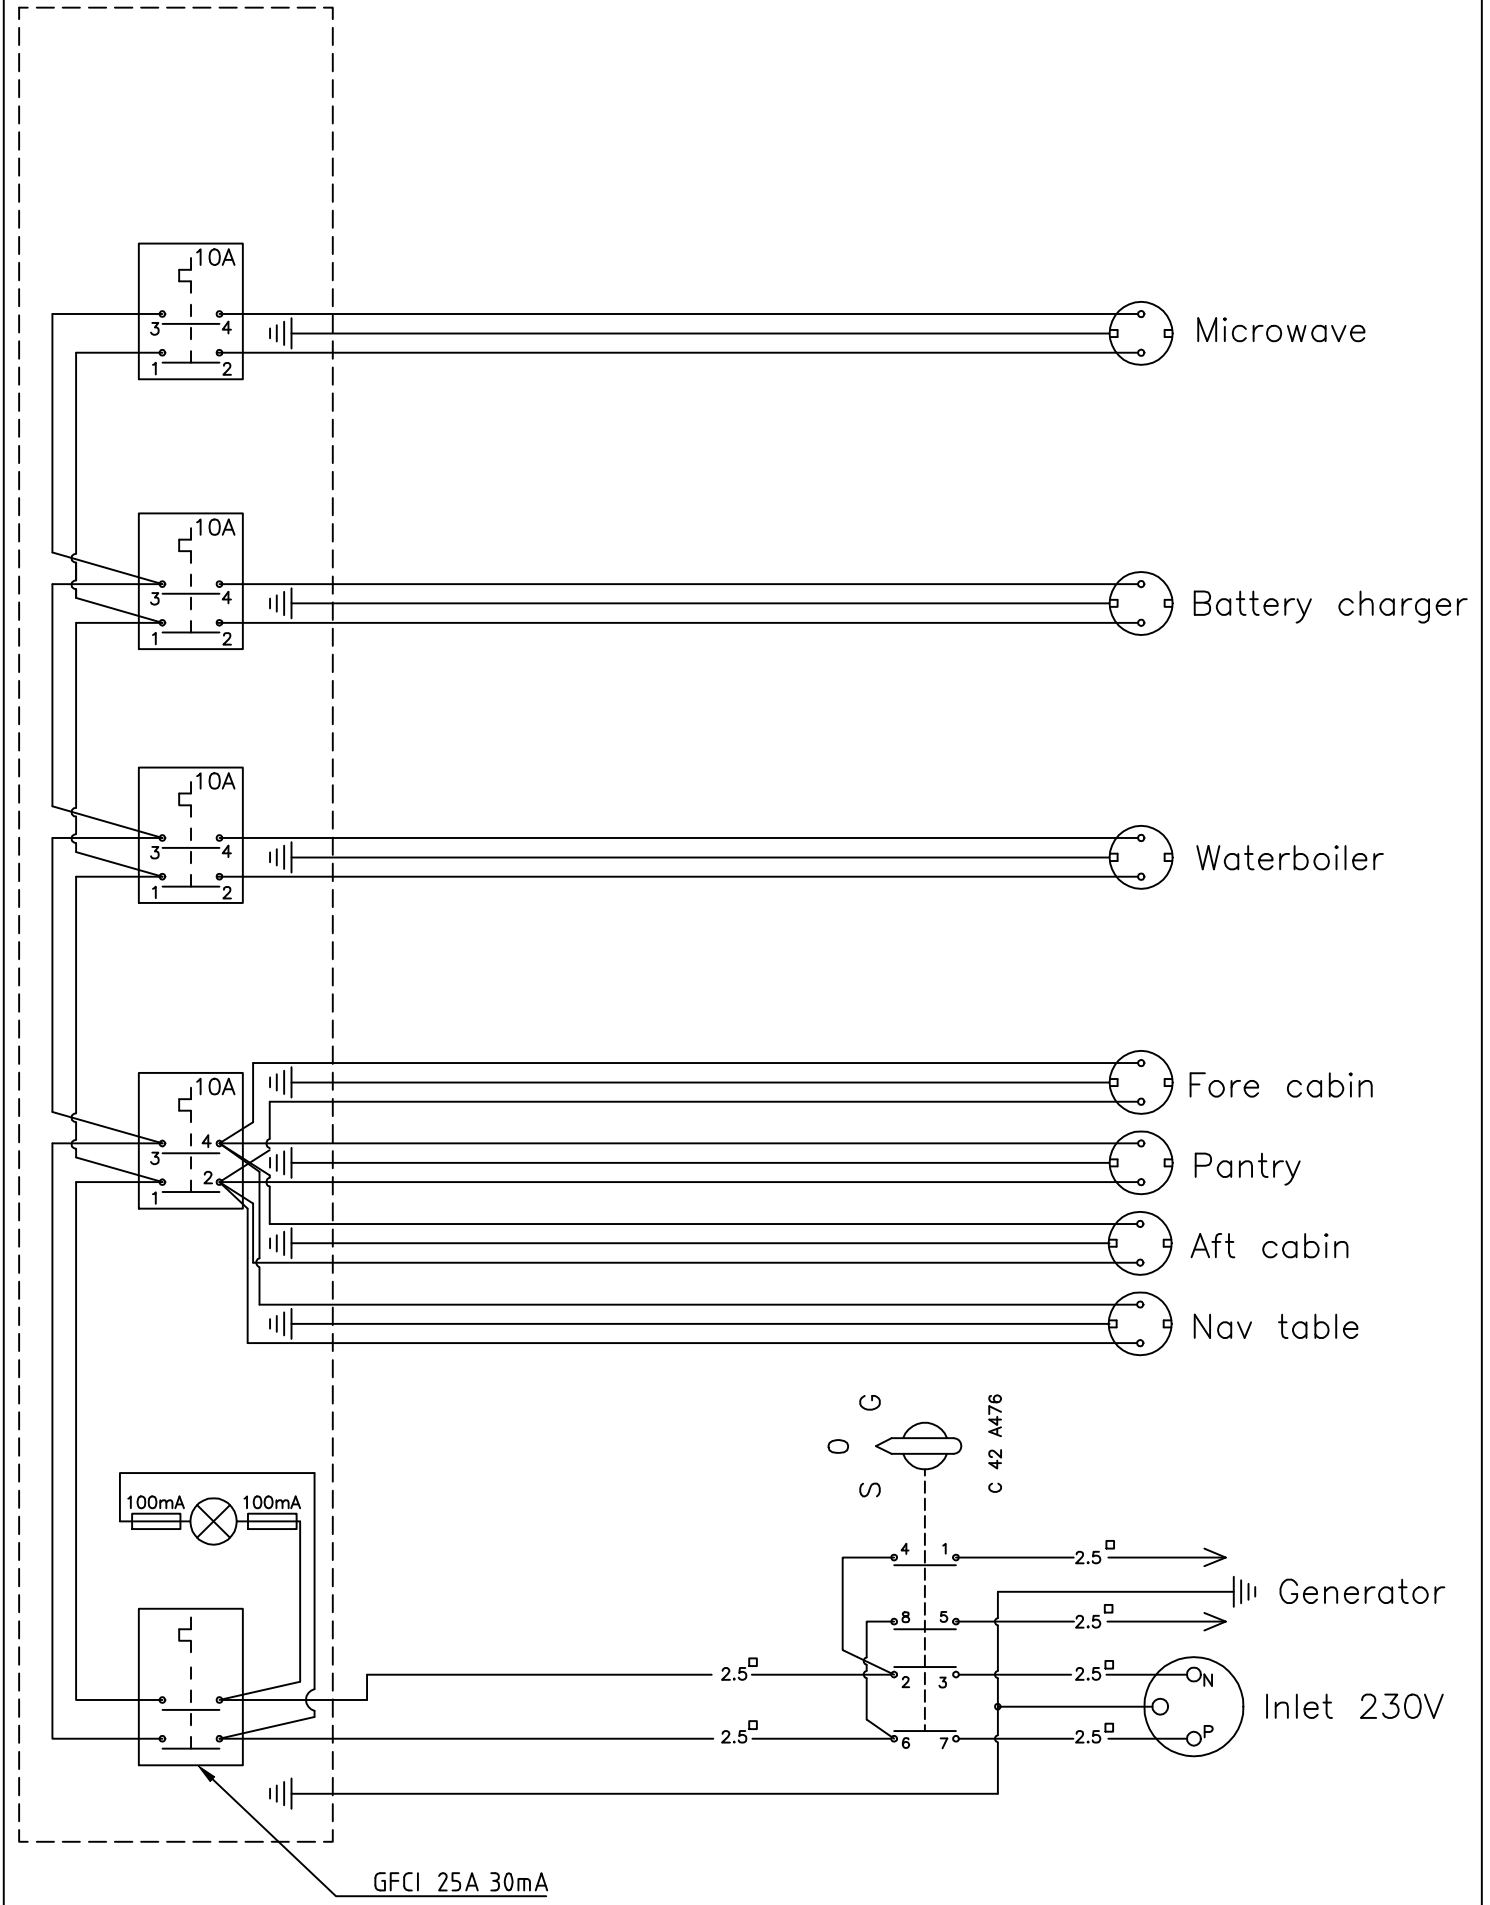 10A
3 4
1 2
Microwave
10A
3 4
1 2
Battery charger
10A
3 4
1 2
Waterboiler
10A
4
3
2
1
Fore cabin
Pantry
Aft cabin
Nav table
G
O
S
C 42 A476
100mA 100mA
4 1
2.5
Generator
8 5
2.5
2.5
2 3
2.5
N
Inlet 230V
2.5
6 7
2.5
P
GFCI 25A 30mA